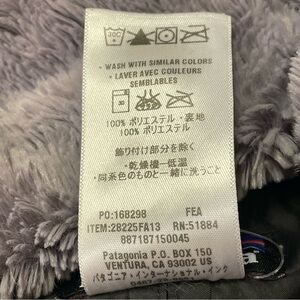 30C
• WASH WITH SIMILAR COLORS
• LAVER AVEC COULEURS
SEMBLABLES
100% ポリエステル・裏地
100% ポリエステル
飾り付け部分を除く
・乾燥機ー低温
・同系色のものと一緒に洗うこと
PO:168298 FEA
ITEM:28225FA13 RN:51884
887187150045
Patagonia P.O. BOX 150
VENTURA, CA 93002 US
パタゴニア・インターナショナル・インク